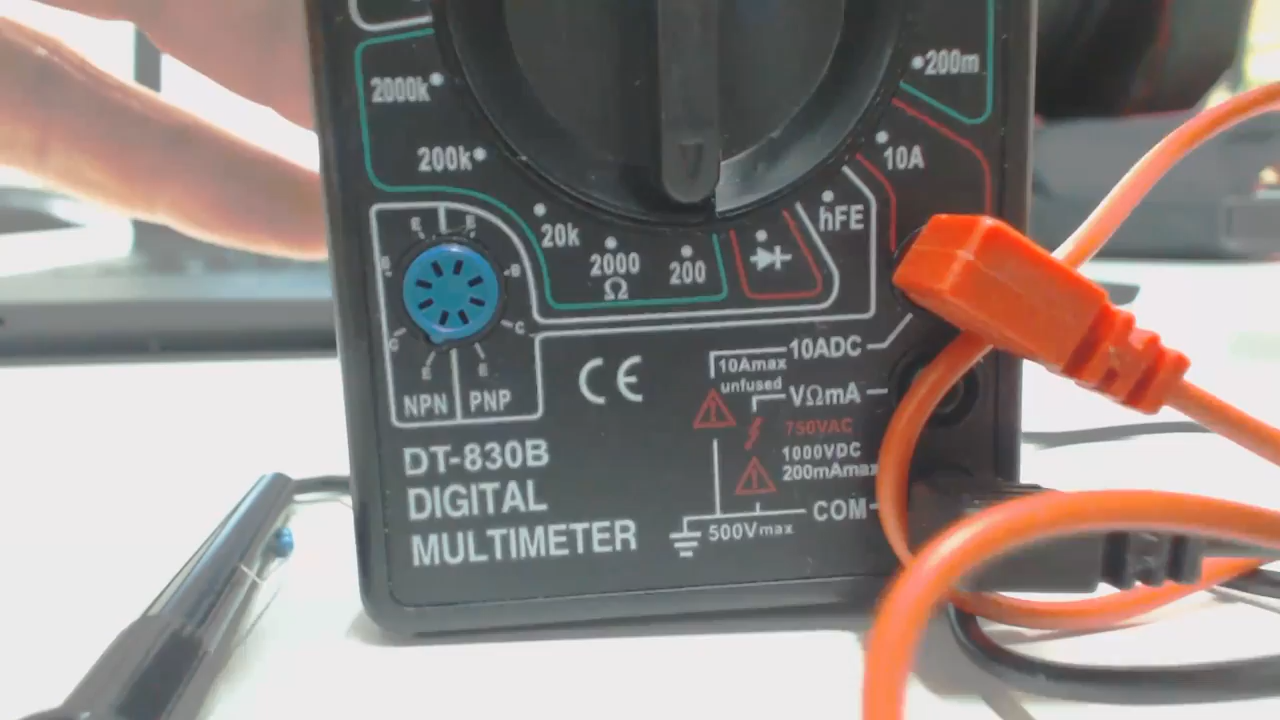 200m
2000k
200k
10A
hFE
20k
2000
Ω
200
E E
B B
C C
E E
NPN PNP
CE
10ADC
10Amax
unfused
VΩmA
750VAC
1000VDC
200mAmax
COM
500Vmax
DT-830B
DIGITAL
MULTIMETER